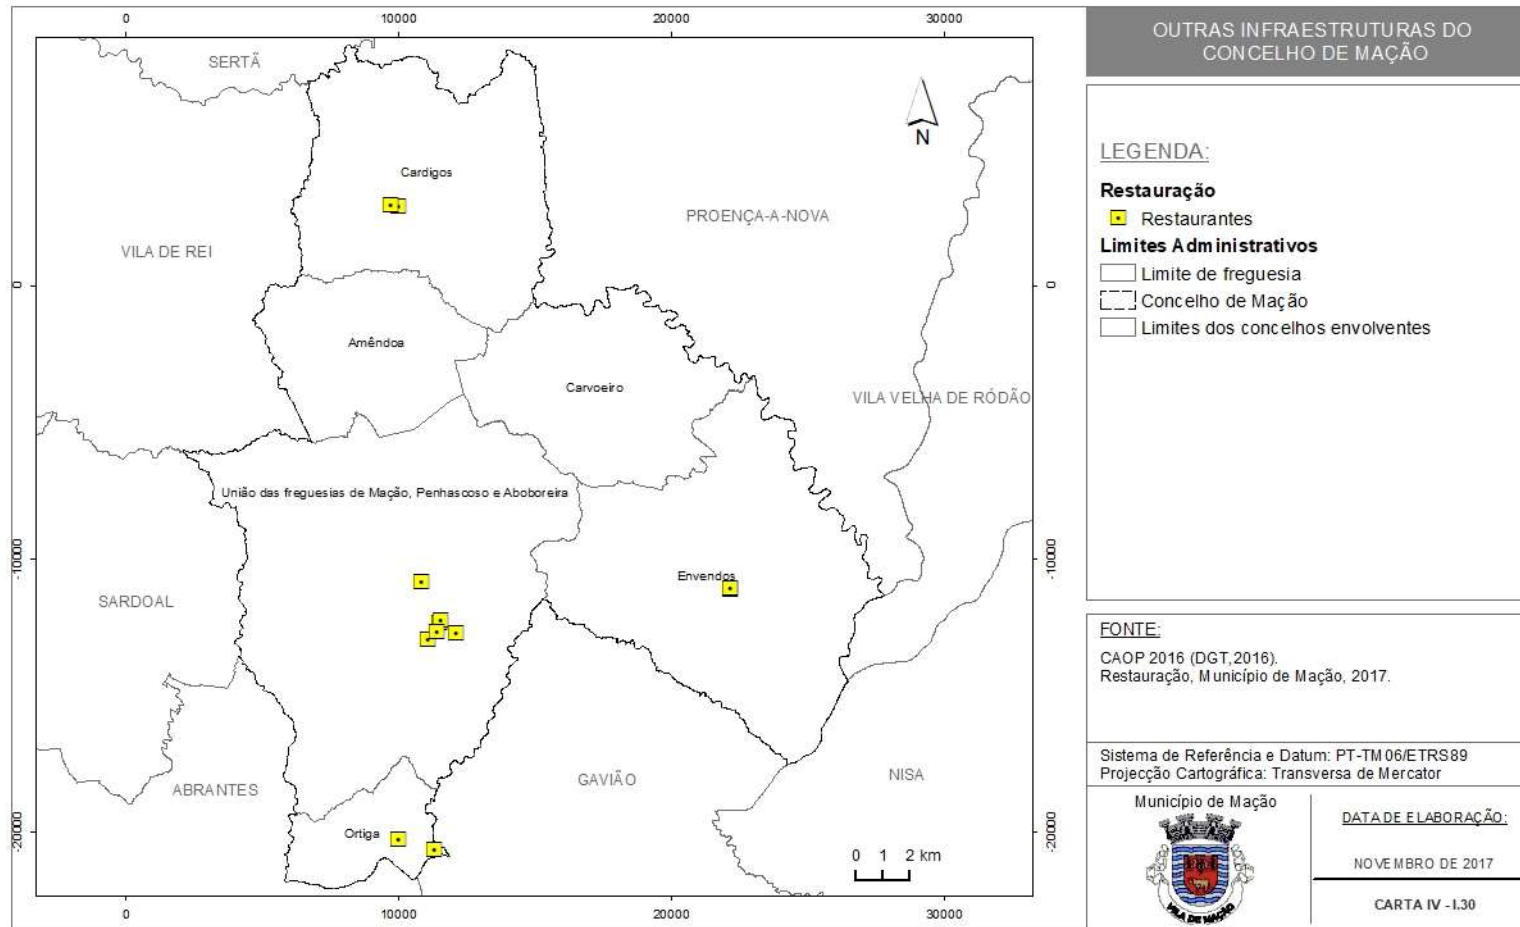 0 10000 20000 30000
SERTÃ
N
Cardigos
PROENÇA-A-NOVA
VILA DE REI
0 0
Amêndoa
Carvoeiro
VILA VELHA DE RÓDÃO
União das freguesias de Mação, Penhascoso e Aboboreira
-10000 -10000
Envendos
SARDOAL
GAVIÃO
NISA
ABRANTES
Ortiga
-20000 -20000
0 1 2 km
0 10000 20000 30000
OUTRAS INFRAESTRUTURAS DO
CONCELHO DE MAÇÃO
LEGENDA:
Restauração
Restaurantes
Limites Administrativos
Limite de freguesia
Concelho de Mação
Limites dos concelhos envolventes
FONTE:
CAOP 2016 (DGT,2016).
Restauração, Município de Mação, 2017.
Sistema de Referência e Datum: PT-TM06/ETRS89
Projecção Cartográfica: Transversa de Mercator
Município de Mação
VILA DE MAÇÃO
DATA DE ELABORAÇÃO:
NOVEMBRO DE 2017
CARTA IV - I.30